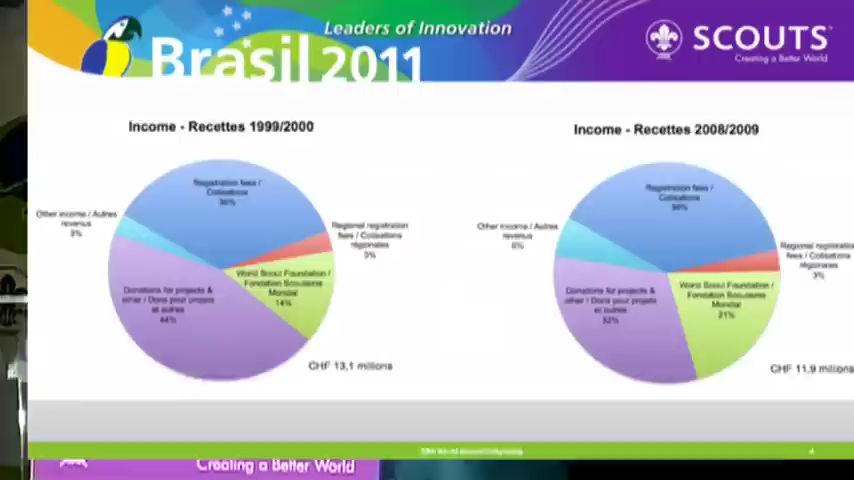 Leaders of Innovation
Brasil 2011
SCOUTS
Creating a Better World
Income - Recettes 1999/2000
Registration fees /
Cotisations
36%
Other income / Autres
revenus
Regional registration
fees / Cotisations
régionales
3%
World Scout Foundation /
Fondation Scoutisme
Mondial
14%
Donations for projects &
other / Dons pour projets
et autres
44%
CHF 13,1 millions
Income - Recettes 2008/2009
Registration fees /
Cotisations
Other income / Autres
revenus
Regional registration
fees / Cotisations
régionales
3%
World Scout Foundation /
Fondation Scoutisme
Mondial
21%
Donations for projects &
other / Dons pour projets
et autres
32%
CHF 11,9 millions
Creating a Better World